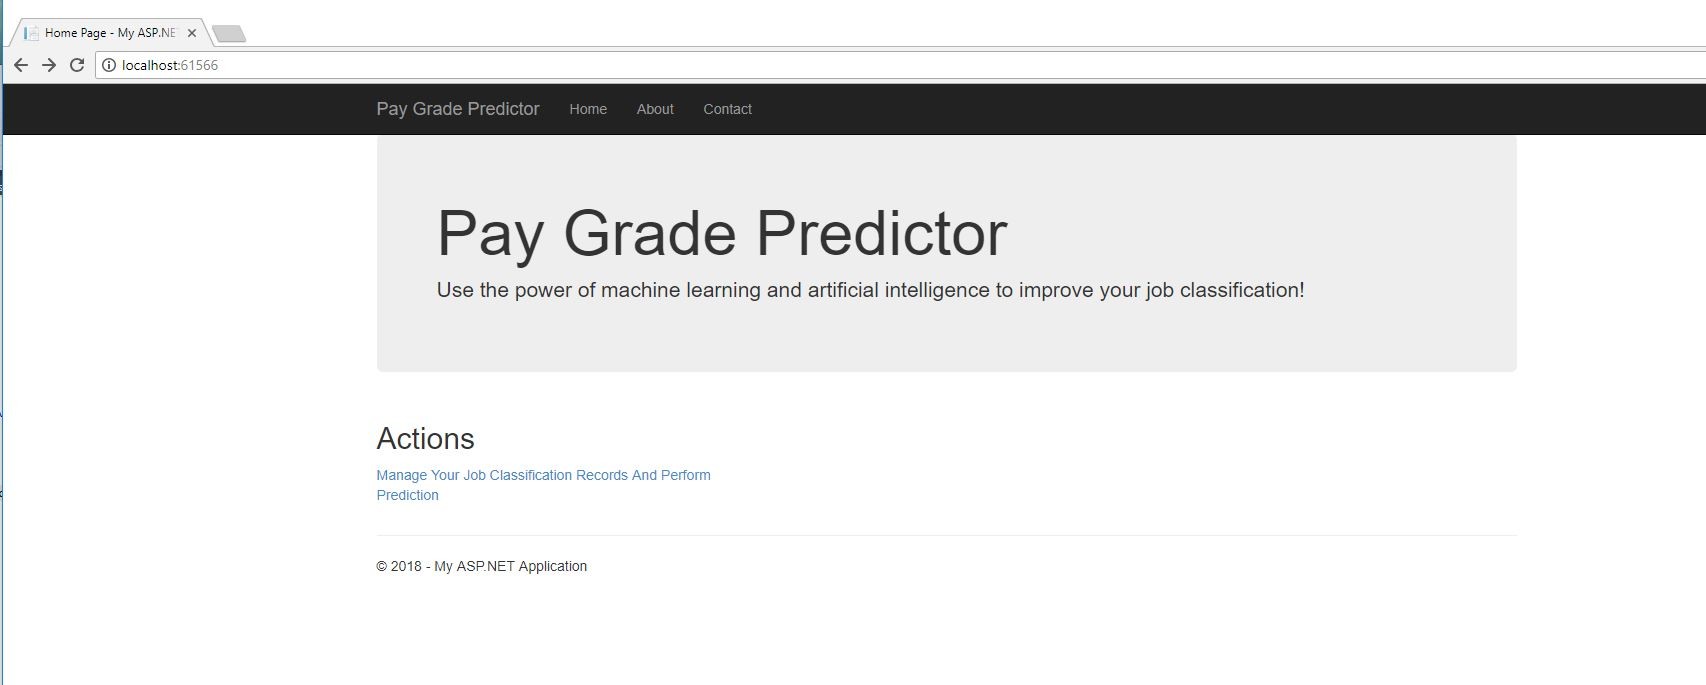 Home Page - My ASP.NE
localhost:61566
Pay Grade Predictor Home About Contact
Pay Grade Predictor
Use the power of machine learning and artificial intelligence to improve your job classification!
Actions
Manage Your Job Classification Records And Perform
Prediction
© 2018 - My ASP.NET Application